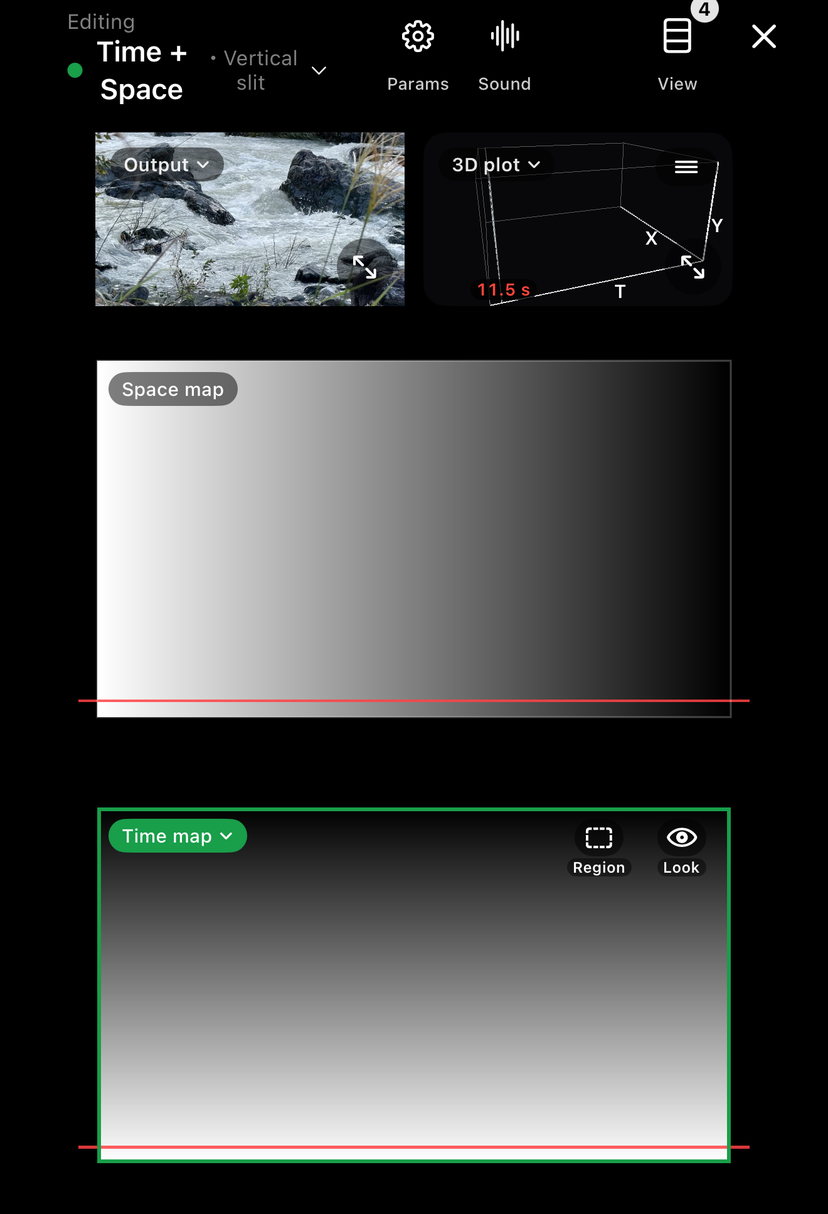 Editing
Time +
Space
• Vertical
slit
Params
Sound
4
View
Output
3D plot
X
Y
T
11.5 s
Space map
Time map
Region
Look